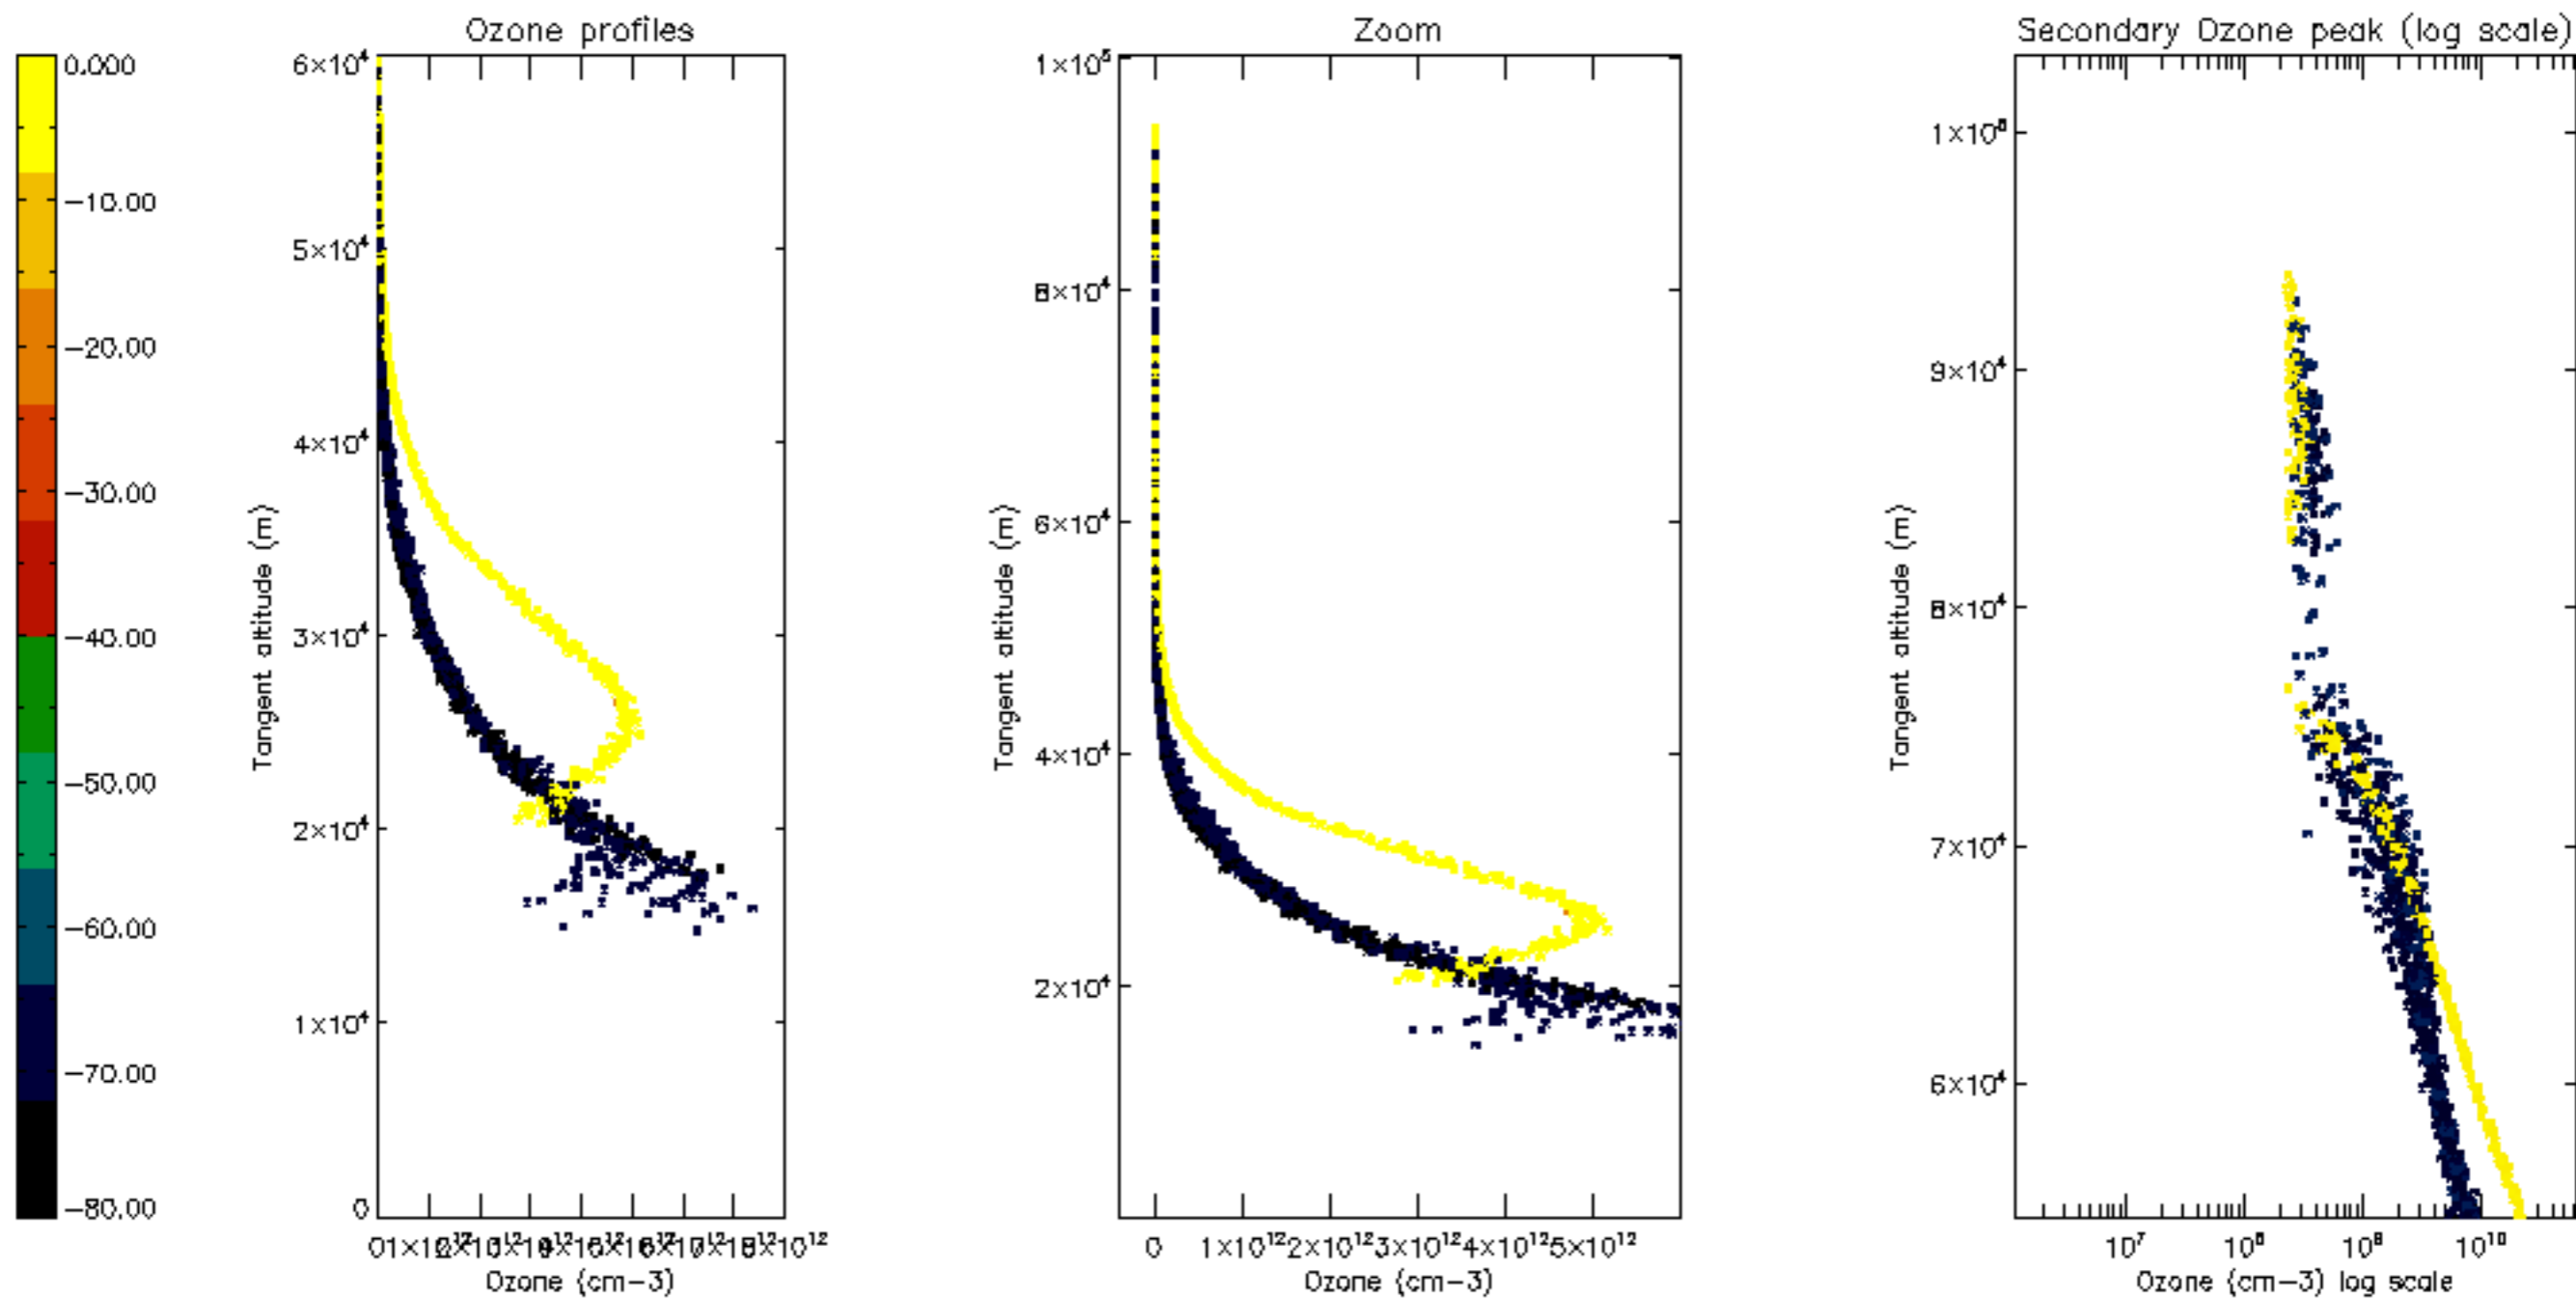 Ozone profiles
Zoom
Secondary Ozone peak (log scale)
0.000
-10.00
-20.00
-30.00
-40.00
-50.00
-60.00
-70.00
-80.00
6×10⁴
5×10⁴
4×10⁴
3×10⁴
2×10⁴
1×10⁴
0
Tangent altitude (m)
Ozone (cm-3)
1×10⁵
8×10⁴
6×10⁴
4×10⁴
2×10⁴
Tangent altitude (m)
0 1×10¹² 2×10¹² 3×10¹² 4×10¹² 5×10¹²
Ozone (cm-3)
9×10⁴
8×10⁴
7×10⁴
6×10⁴
Tangent altitude (m)
10⁷ 10⁸ 10⁹ 10¹⁰
Ozone (cm-3) log scale